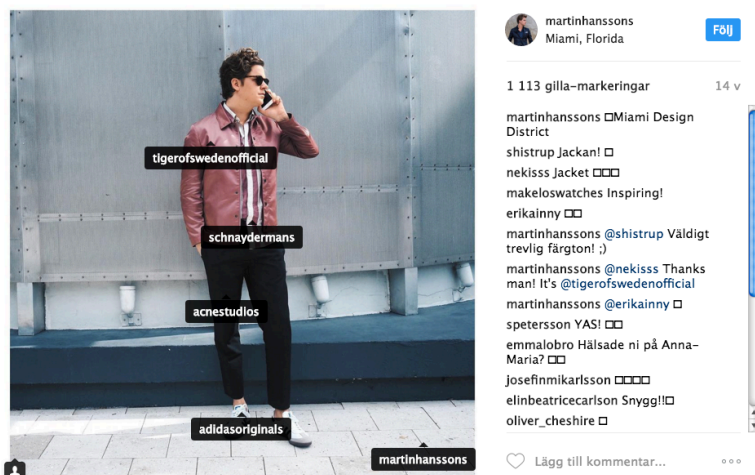 martinhanssons
Miami, Florida
Följ
1 113 gilla-markeringar
14 v
martinhanssons Miami Design
District
shistrup Jackan!
nekisss Jacket
makeloswatches Inspiring!
erikainny
martinhanssons @shistrup Väldigt
trevlig färgton! ;)
martinhanssons @nekisss Thanks
man! It's @tigerofswedenofficial
martinhanssons @erikainny
spetersson YAS!
emmalobro Hälsade ni på Anna-
Maria?
josefinmikarlsson
elinbeatricecarlson Snygg!!
oliver_cheshire
Lägg till kommentar...
tigerofswedenofficial
schnaydermans
acnestudios
adidasoriginals
martinhanssons